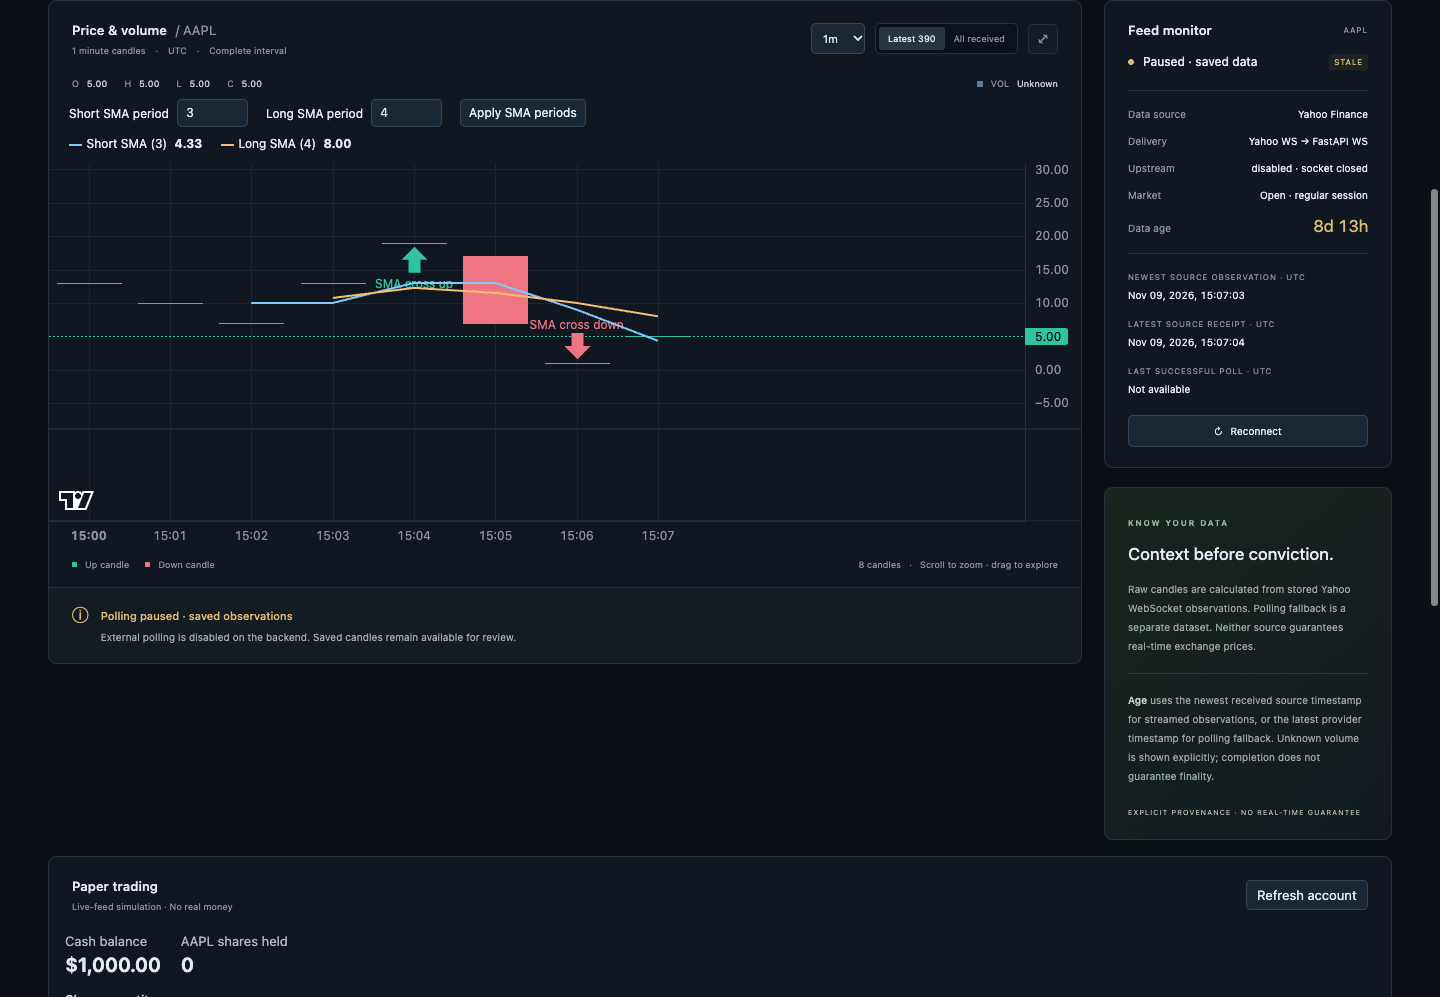 Price & volume / AAPL
1 minute candles · UTC · Complete interval
1m
Latest 390
All received
O 5.00 H 5.00 L 5.00 C 5.00
VOL Unknown
Short SMA period 3 Long SMA period 4 Apply SMA periods
Short SMA (3) 4.33 Long SMA (4) 8.00
30.00
25.00
20.00
15.00
10.00
5.00
0.00
−5.00
SMA cross up
SMA cross down
15:00 15:01 15:02 15:03 15:04 15:05 15:06 15:07
Up candle Down candle
8 candles · Scroll to zoom · drag to explore
Polling paused · saved observations
External polling is disabled on the backend. Saved candles remain available for review.
Feed monitor AAPL
Paused · saved data STALE
Data source Yahoo Finance
Delivery Yahoo WS → FastAPI WS
Upstream disabled · socket closed
Market Open · regular session
Data age 8d 13h
NEWEST SOURCE OBSERVATION · UTC
Nov 09, 2026, 15:07:03
LATEST SOURCE RECEIPT · UTC
Nov 09, 2026, 15:07:04
LAST SUCCESSFUL POLL · UTC
Not available
Reconnect
KNOW YOUR DATA
Context before conviction.
Raw candles are calculated from stored Yahoo
WebSocket observations. Polling fallback is a
separate dataset. Neither source guarantees
real-time exchange prices.
Age uses the newest received source timestamp
for streamed observations, or the latest provider
timestamp for polling fallback. Unknown volume
is shown explicitly; completion does not
guarantee finality.
EXPLICIT PROVENANCE · NO REAL-TIME GUARANTEE
Paper trading
Live-feed simulation · No real money
Refresh account
Cash balance AAPL shares held
$1,000.00 0